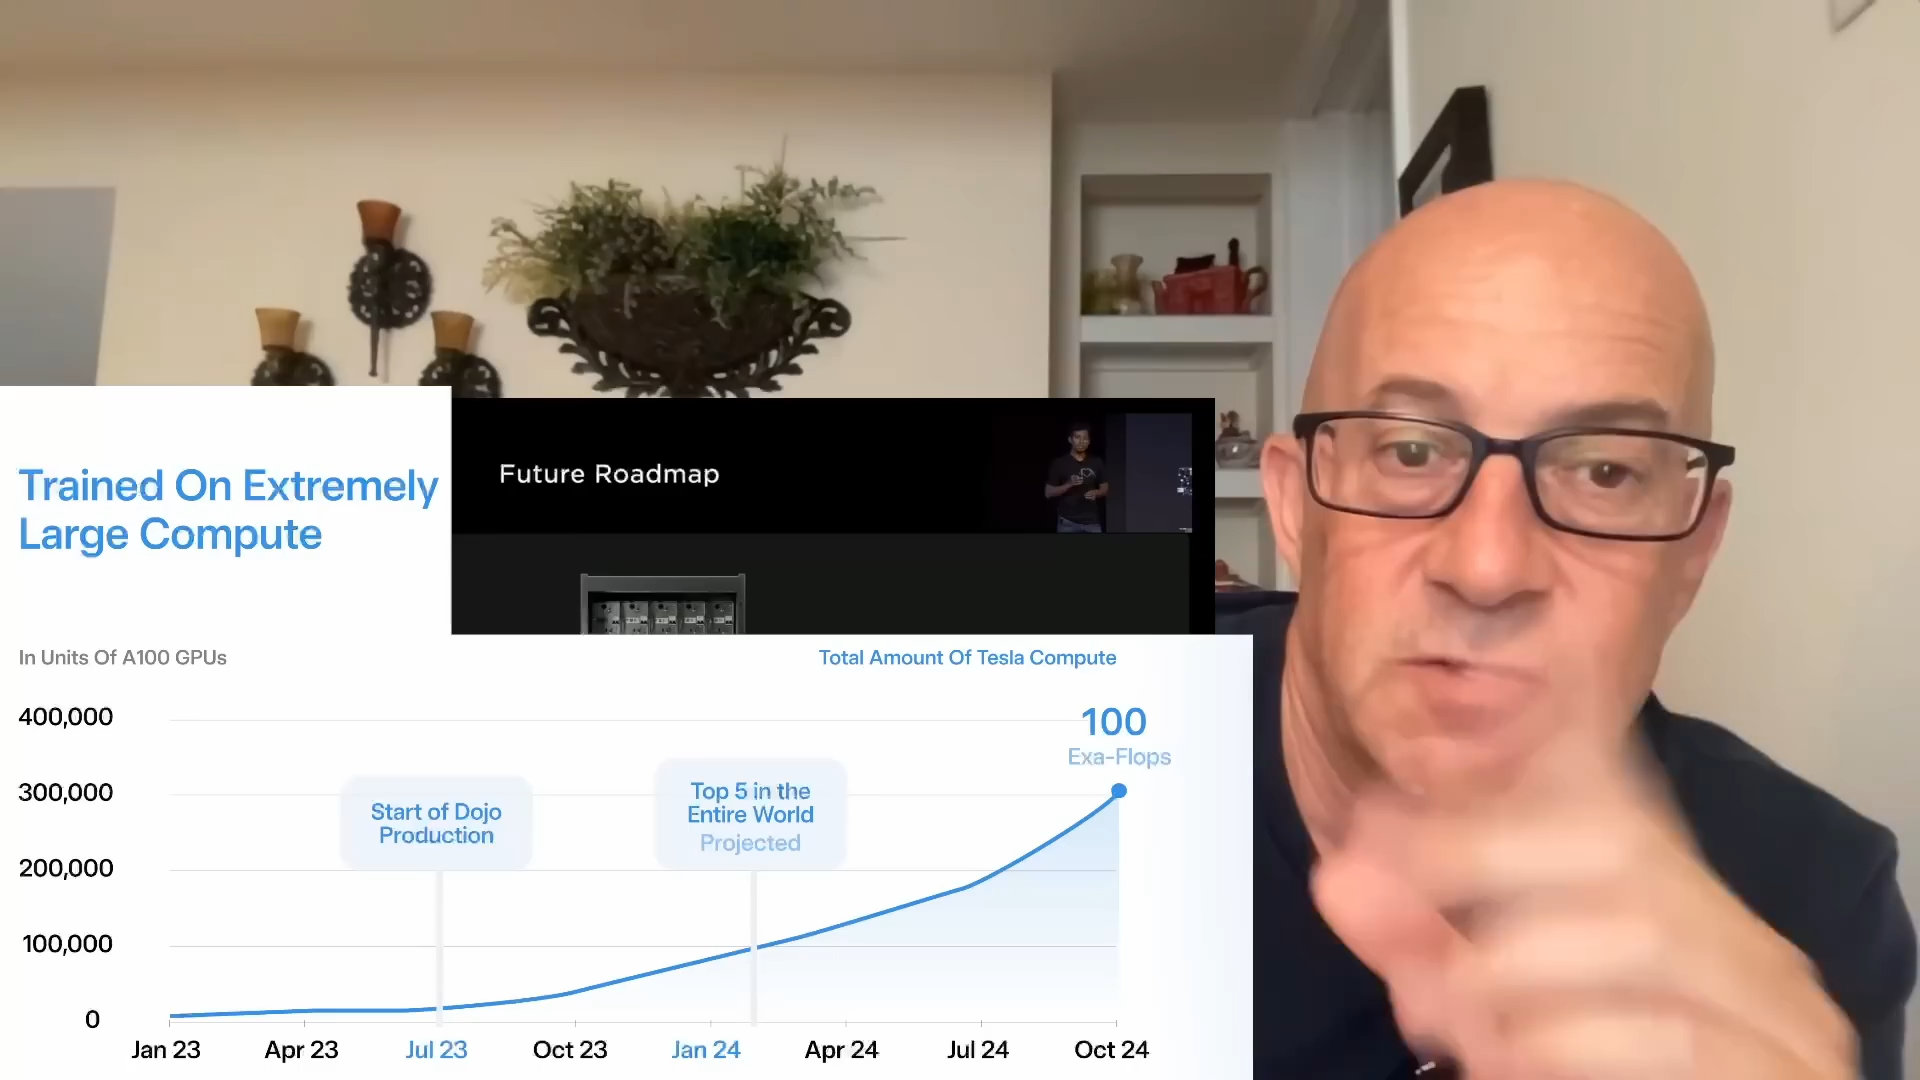 Trained On Extremely
Large Compute
Future Roadmap
In Units Of A100 GPUs
Total Amount Of Tesla Compute
400,000
300,000
200,000
100,000
0
Start of Dojo
Production
Top 5 in the
Entire World
Projected
100
Exa-Flops
Jan 23
Apr 23
Jul 23
Oct 23
Jan 24
Apr 24
Jul 24
Oct 24